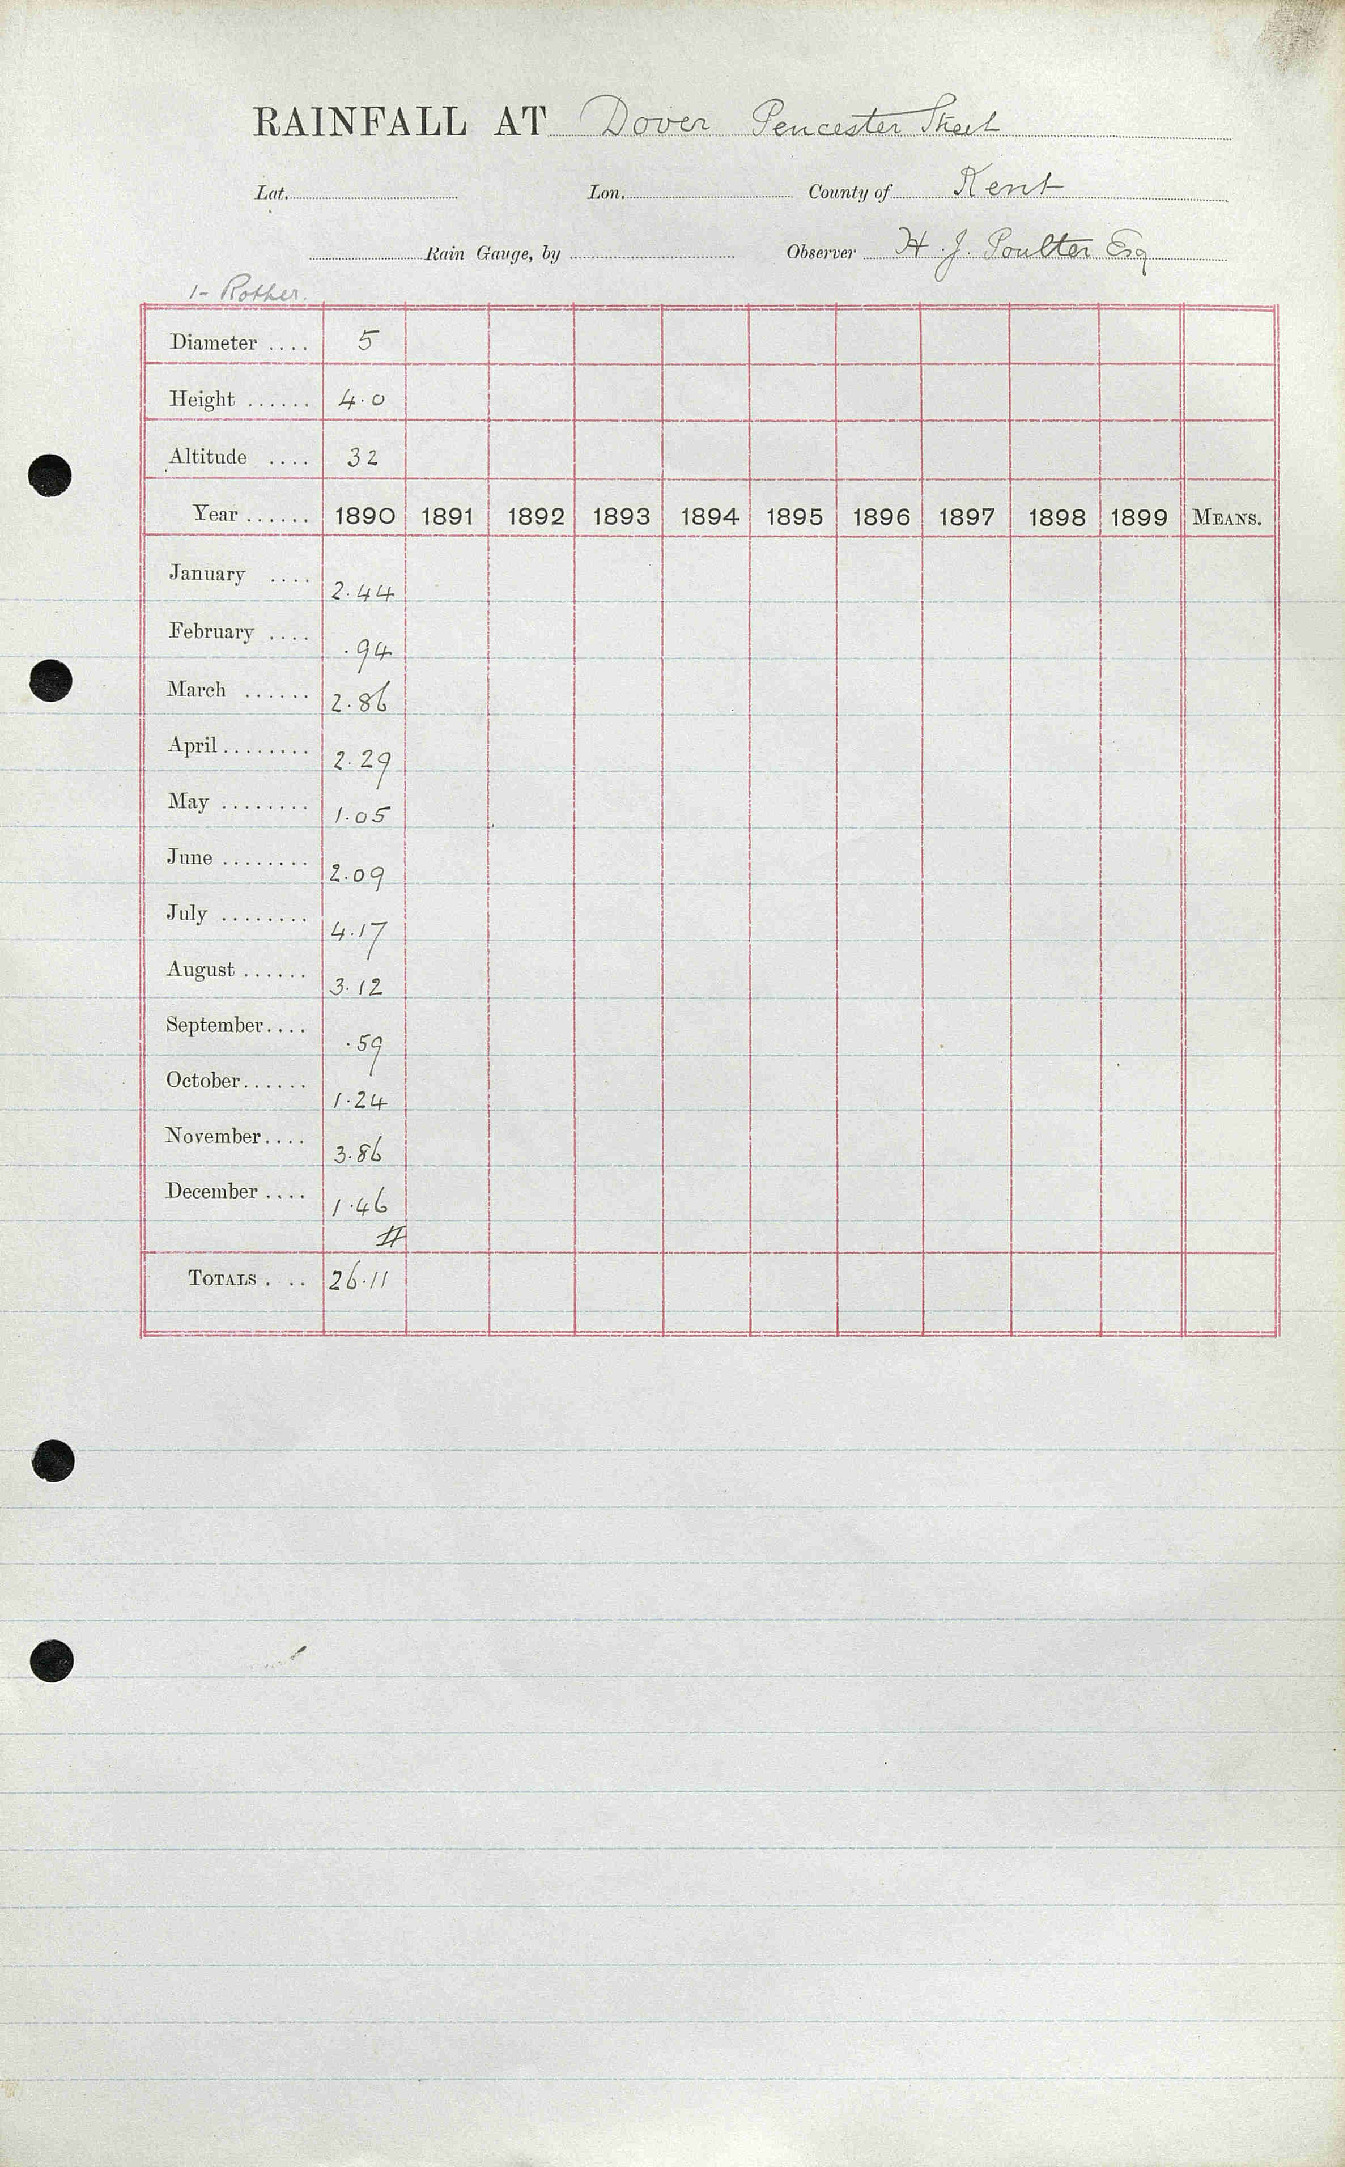 RAINFALL AT Dover Pencester Street
Lat. Lon. County of Kent
Rain Gauge, by Observer H. J. Poulter Esq
1- Rother.
Diameter .... 5
Height ...... 4.0
Altitude .... 32
Year ...... 1890 1891 1892 1893 1894 1895 1896 1897 1898 1899 MEANS.
January .... 2.44
February .... .94
March ...... 2.86
April ........ 2.29
May ........ 1.05
June ........ 2.09
July ........ 4.17
August ...... 3.12
September.... .59
October...... 1.24
November.... 3.86
December .... 1.46
TOTALS . .. 26.11